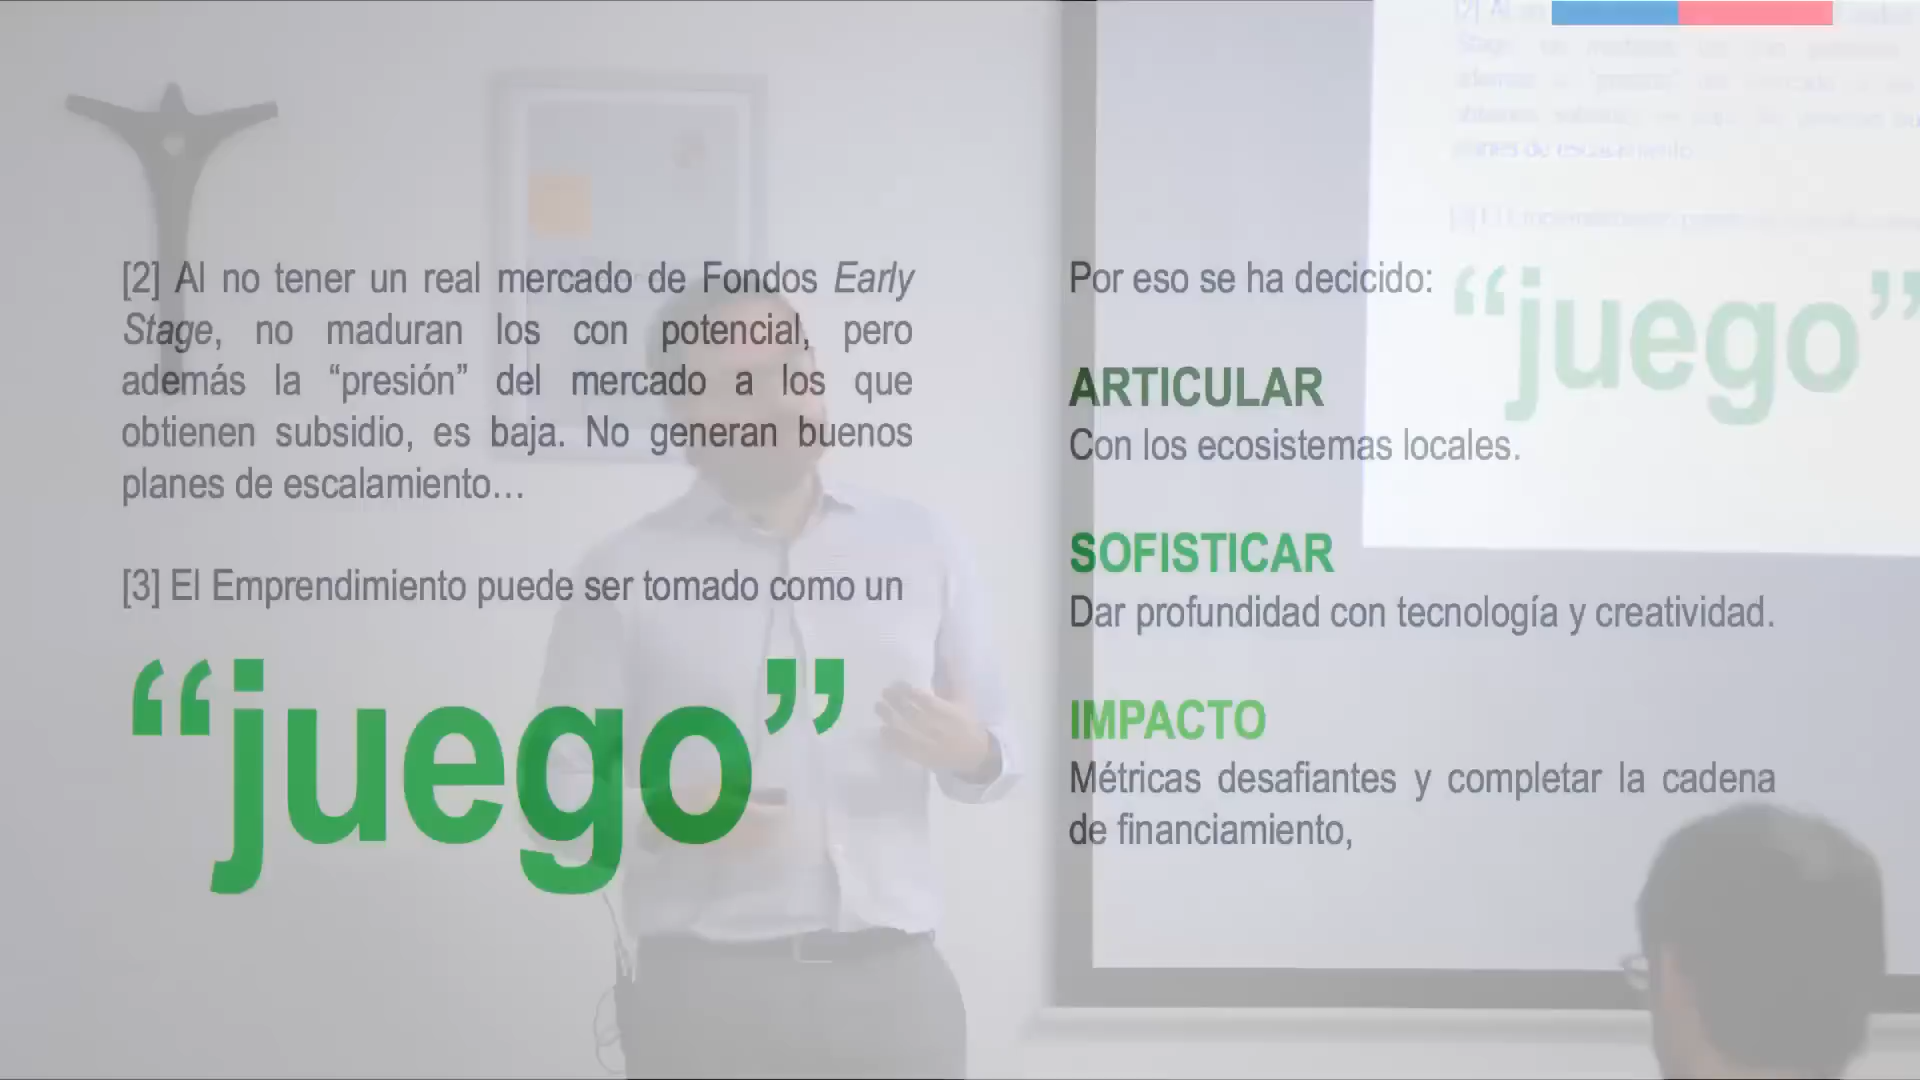 [2] Al no tener un real mercado de Fondos Early
Stage, no maduran los con potencial, pero
además la “presión” del mercado a los que
obtienen subsidio, es baja. No generan buenos
planes de escalamiento…
[3] El Emprendimiento puede ser tomado como un
“juego”
Por eso se ha decicido:
ARTICULAR
Con los ecosistemas locales.
SOFISTICAR
Dar profundidad con tecnología y creatividad.
IMPACTO
Métricas desafiantes y completar la cadena
de financiamiento,
“juego”